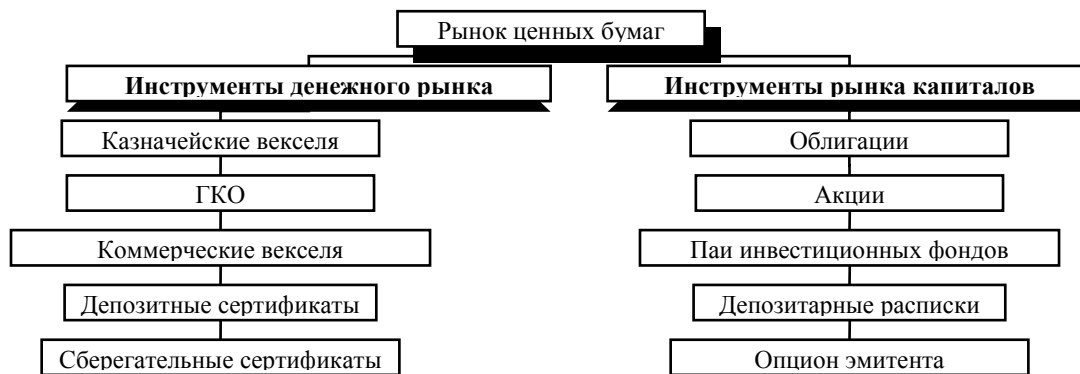 Рынок ценных бумаг
Инструменты денежного рынка
Казначейские векселя
ГКО
Коммерческие векселя
Депозитные сертификаты
Сберегательные сертификаты
Инструменты рынка капиталов
Облигации
Акции
Паи инвестиционных фондов
Депозитарные расписки
Опцион эмитента